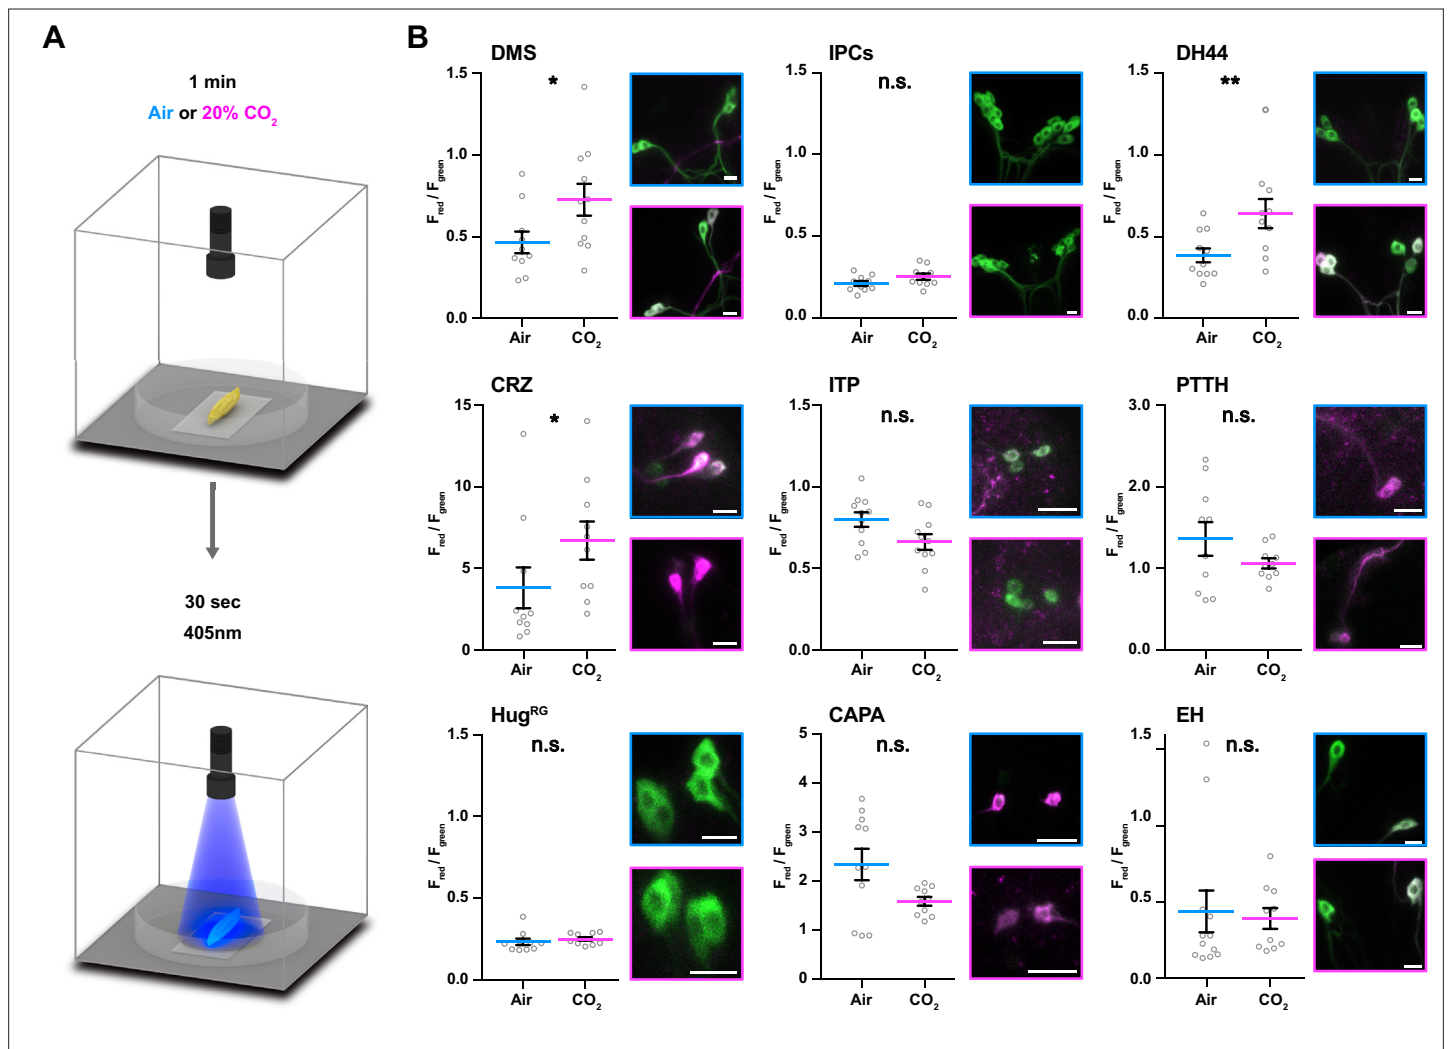 A
1 min
Air or 20% CO2
30 sec
405nm
B
DMS
*
Fred / Fgreen
1.5
1.0
0.5
0.0
Air
CO2
IPCs
n.s.
Fred / Fgreen
1.5
1.0
0.5
0.0
Air
CO2
DH44
**
Fred / Fgreen
1.5
1.0
0.5
0.0
Air
CO2
CRZ
*
Fred / Fgreen
15
10
5
0
Air
CO2
ITP
n.s.
Fred / Fgreen
1.5
1.0
0.5
0.0
Air
CO2
PTTH
n.s.
Fred / Fgreen
3.0
2.0
1.0
0.0
Air
CO2
HugRG
n.s.
Fred / Fgreen
1.5
1.0
0.5
0.0
Air
CO2
CAPA
n.s.
Fred / Fgreen
5
4
3
2
1
0
Air
CO2
EH
n.s.
Fred / Fgreen
1.5
1.0
0.5
0.0
Air
CO2